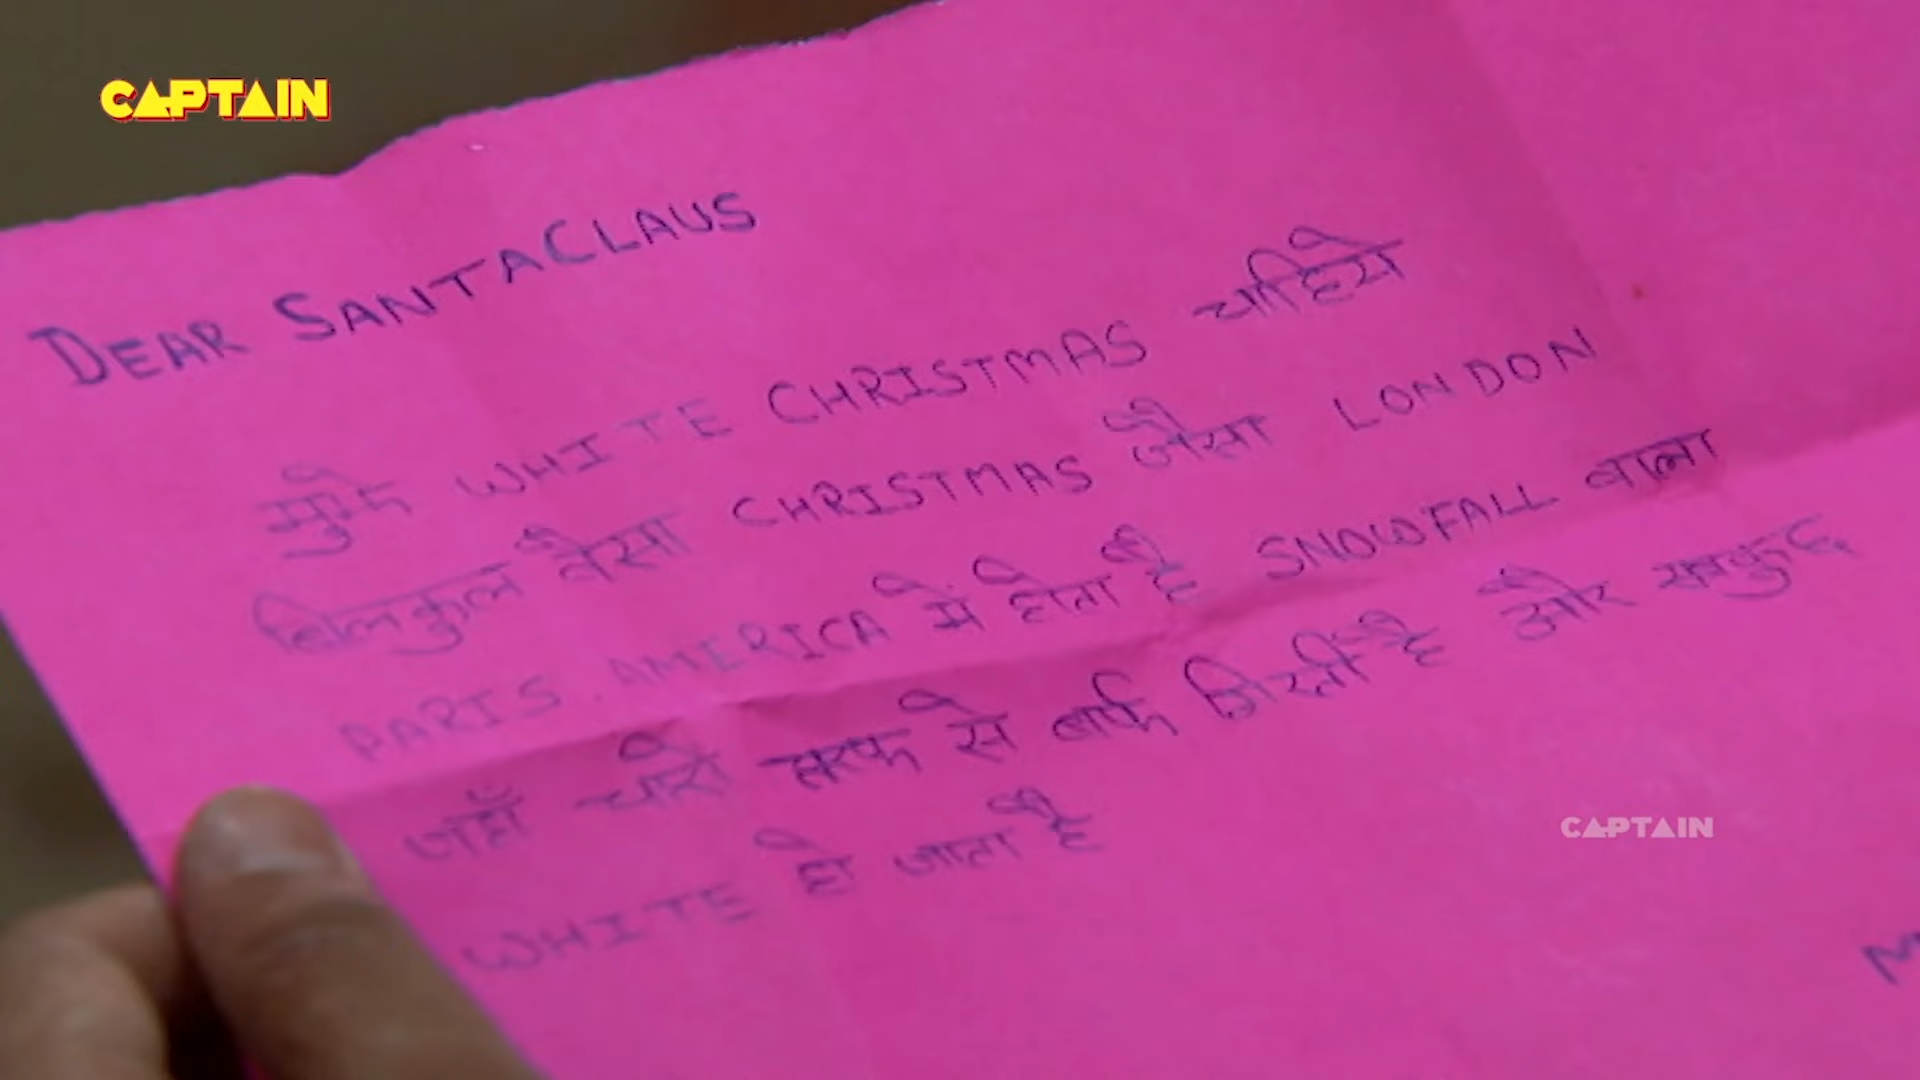 CAPTAIN
DEAR SANTACLAUS
मुझे WHITE CHRISTMAS चाहिये
बिलकुल वैसा CHRISTMAS जैसा LONDON
PARIS, AMERICA में होता है SNOWFALL वाला
जहाँ चारो तरफ से बर्फ गिरती है और सबकुछ
WHITE हो जाता है
CAPTAIN